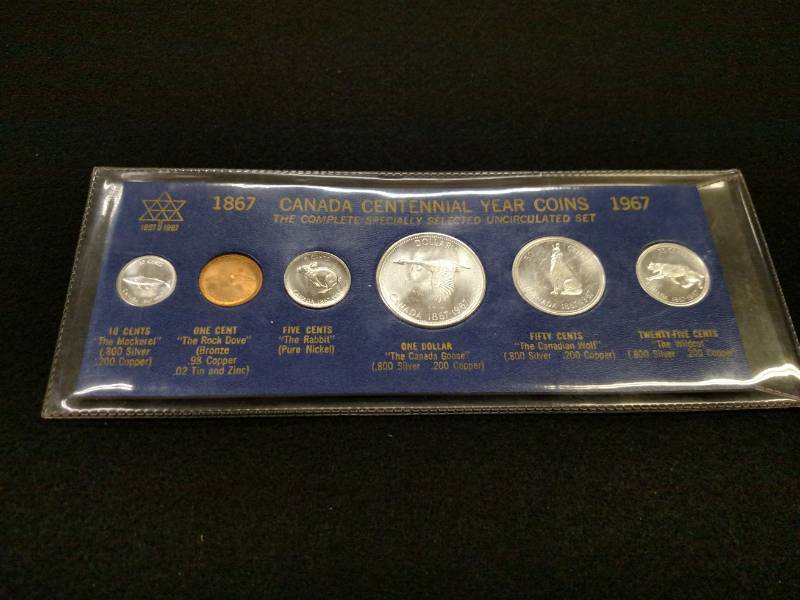 1867 CANADA CENTENNIAL YEAR COINS 1967
THE COMPLETE SPECIALLY SELECTED UNCIRCULATED SET
1867 1967
10 CENTS
"The Mackerel"
(.800 Silver
.200 Copper)
ONE CENT
"The Rock Dove"
(Bronze
.98 Copper
.02 Tin and Zinc)
FIVE CENTS
"The Rabbit"
(Pure Nickel)
DOLLAR
CANADA 1867-1967
ONE DOLLAR
"The Canada Goose"
(.800 Silver .200 Copper)
FIFTY CENTS
"The Canadian Wolf"
(.800 Silver .200 Copper)
TWENTY-FIVE CENTS
"The Wildcat"
(.800 Silver .200 Copper)